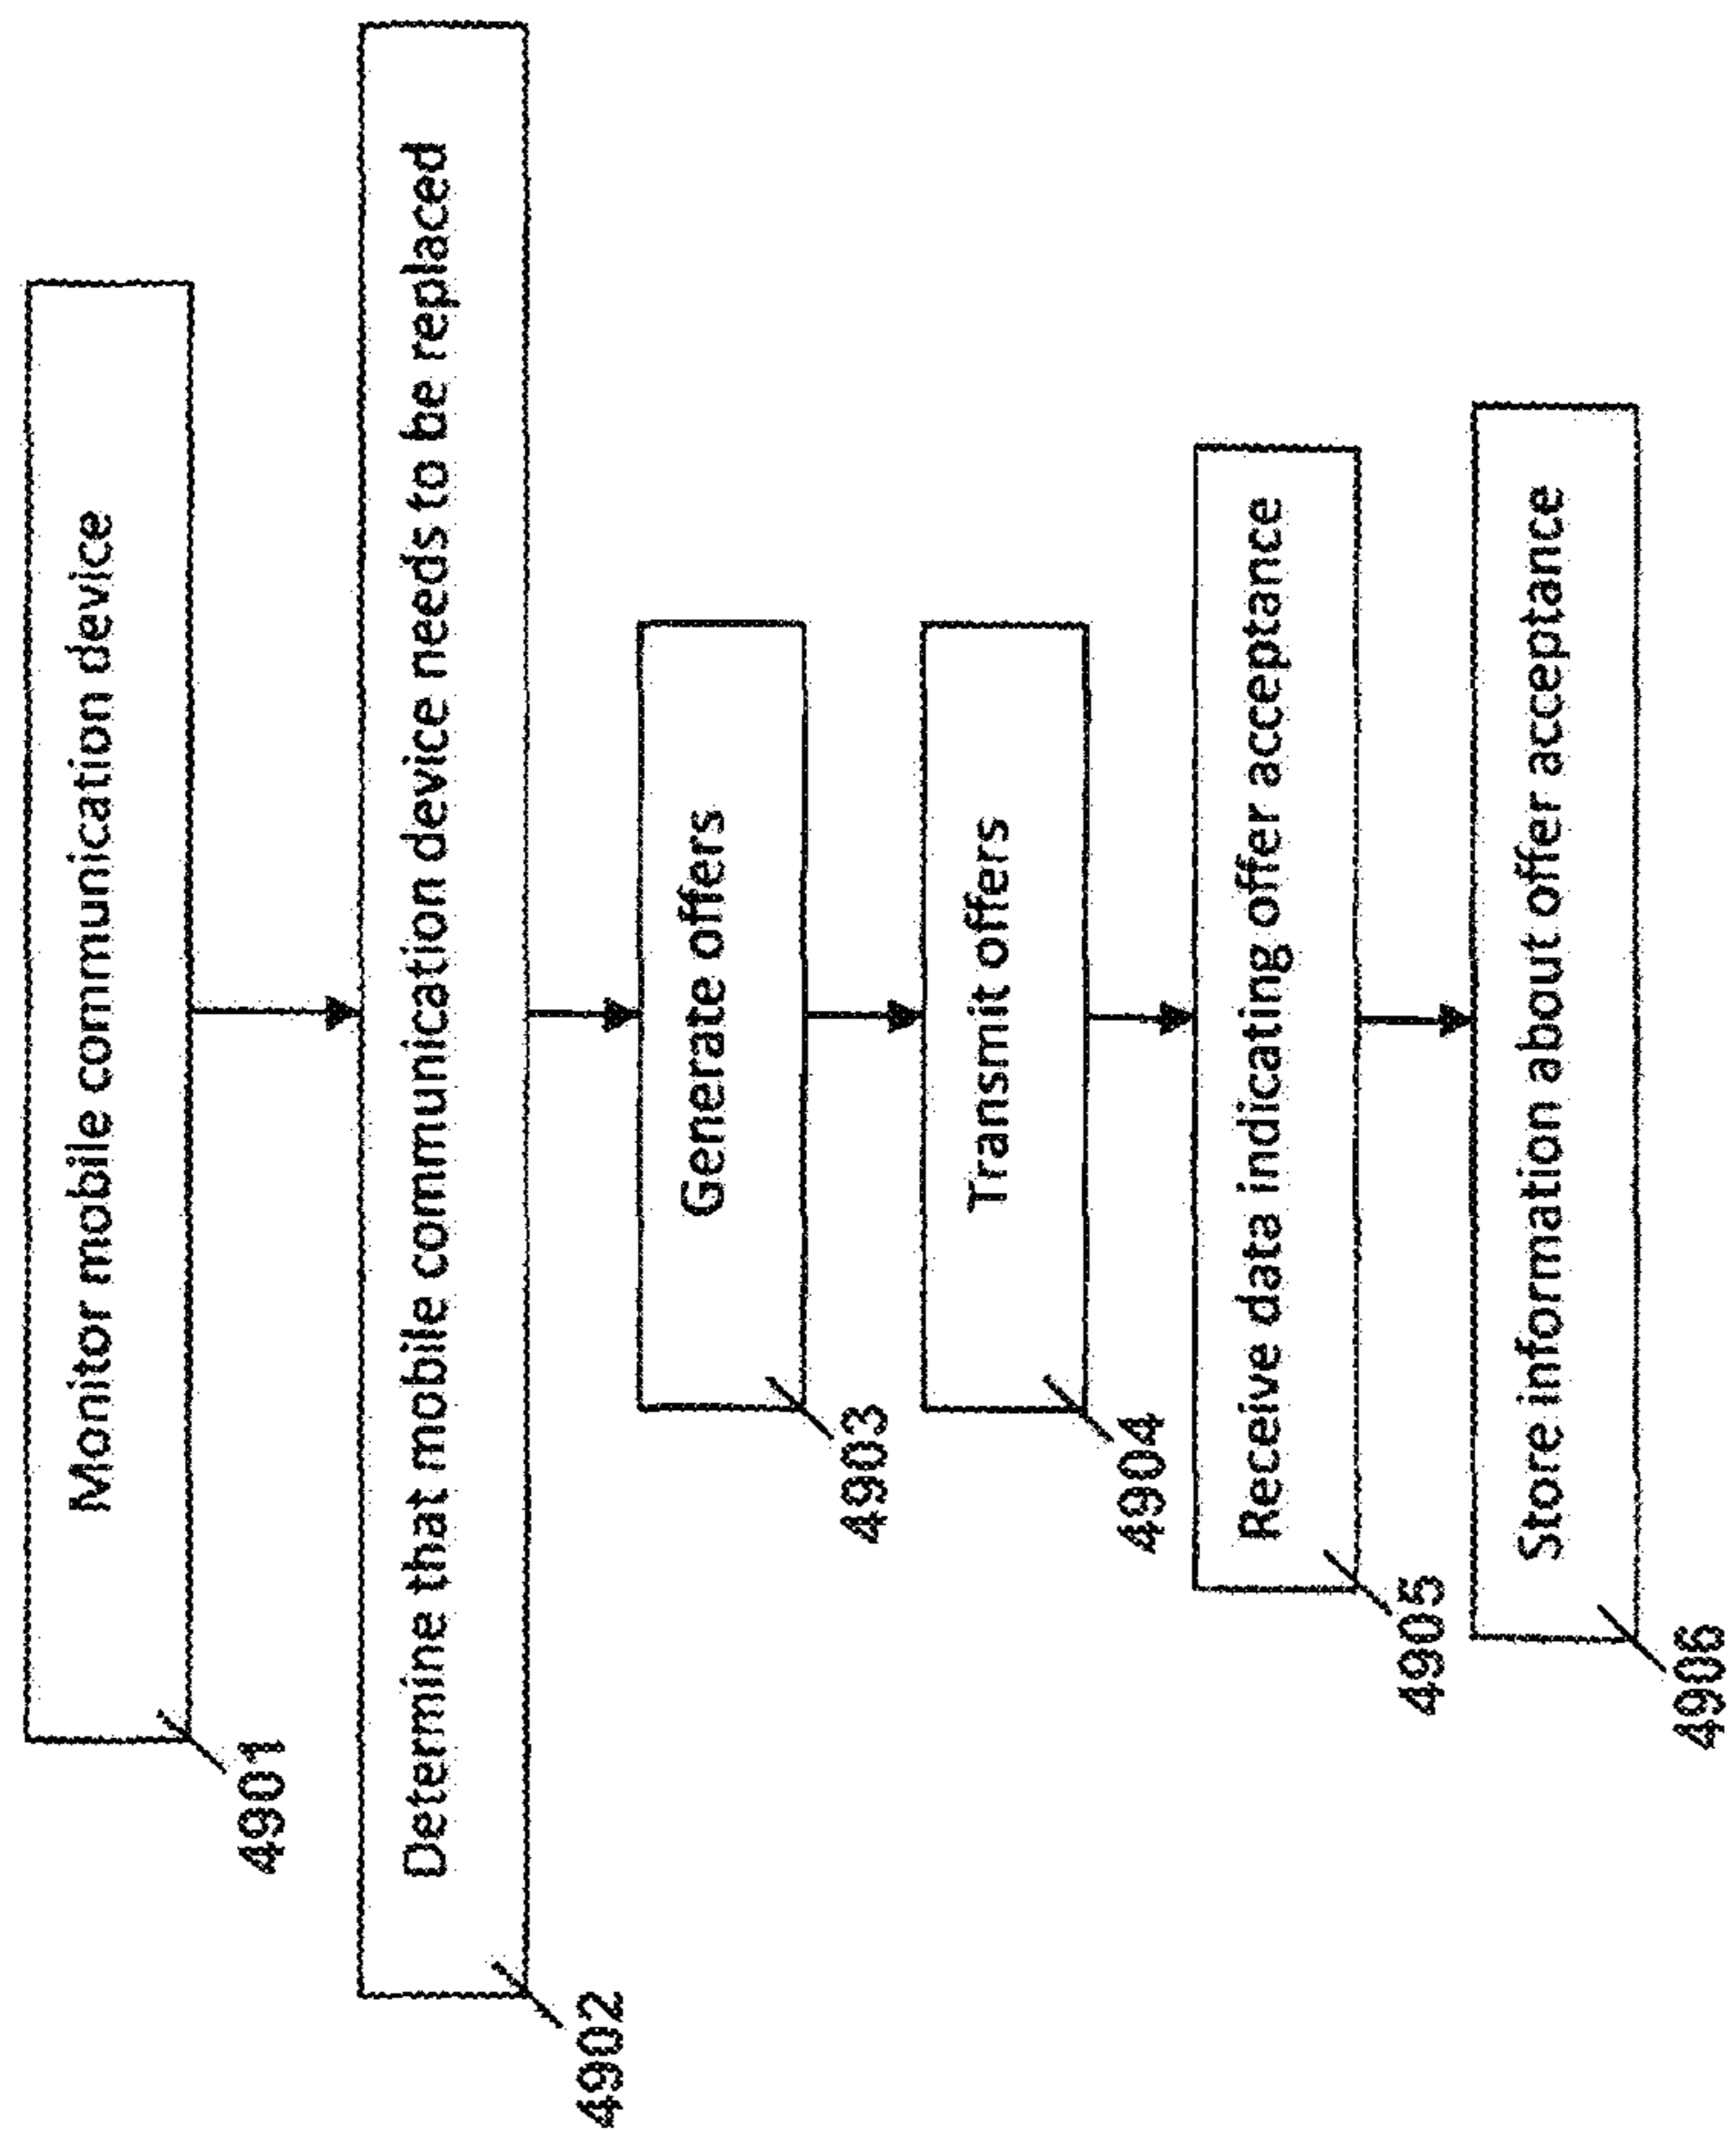 Monitor mobile communication device
4901
Determine that mobile communication device needs to be replaced
4902
Generate offers
4903
Transmit offers
4904
Receive data indicating offer acceptance
4905
Store information about offer acceptance
4906